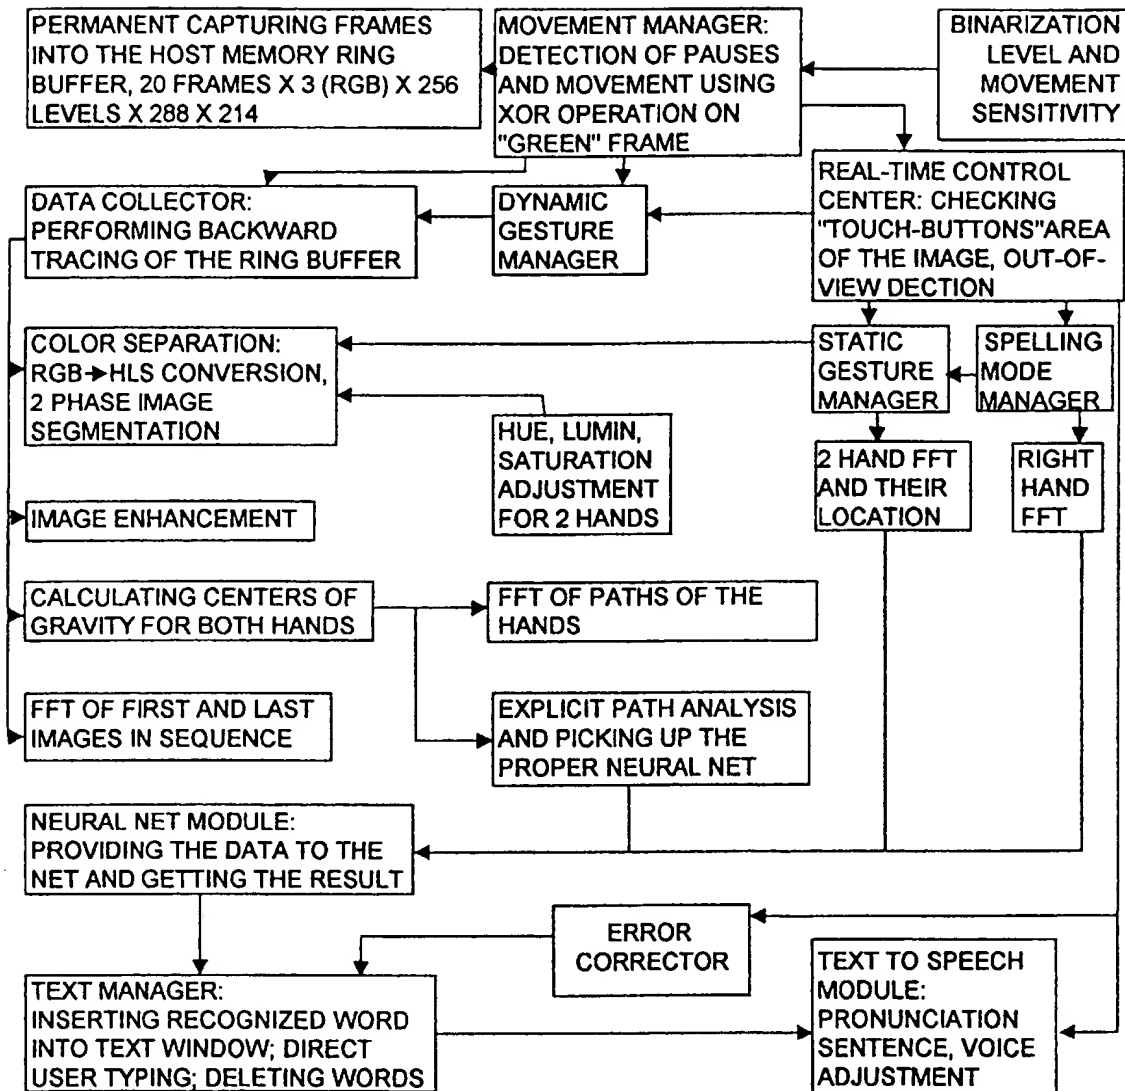 PERMANENT CAPTURING FRAMES
INTO THE HOST MEMORY RING
BUFFER, 20 FRAMES X 3 (RGB) X 256
LEVELS X 288 X 214
MOVEMENT MANAGER:
DETECTION OF PAUSES
AND MOVEMENT USING
XOR OPERATION ON
"GREEN" FRAME
BINARIZATION
LEVEL AND
MOVEMENT
SENSITIVITY
DATA COLLECTOR:
PERFORMING BACKWARD
TRACING OF THE RING BUFFER
DYNAMIC
GESTURE
MANAGER
REAL-TIME CONTROL
CENTER: CHECKING
"TOUCH-BUTTONS"AREA
OF THE IMAGE, OUT-OF-
VIEW DECTION
COLOR SEPARATION:
RGB→HLS CONVERSION,
2 PHASE IMAGE
SEGMENTATION
HUE, LUMIN,
SATURATION
ADJUSTMENT
FOR 2 HANDS
STATIC
GESTURE
MANAGER
SPELLING
MODE
MANAGER
2 HAND FFT
AND THEIR
LOCATION
RIGHT
HAND
FFT
IMAGE ENHANCEMENT
CALCULATING CENTERS OF
GRAVITY FOR BOTH HANDS
FFT OF PATHS OF THE
HANDS
FFT OF FIRST AND LAST
IMAGES IN SEQUENCE
EXPLICIT PATH ANALYSIS
AND PICKING UP THE
PROPER NEURAL NET
NEURAL NET MODULE:
PROVIDING THE DATA TO THE
NET AND GETTING THE RESULT
ERROR
CORRECTOR
TEXT MANAGER:
INSERTING RECOGNIZED WORD
INTO TEXT WINDOW; DIRECT
USER TYPING; DELETING WORDS
TEXT TO SPEECH
MODULE:
PRONUNCIATION
SENTENCE, VOICE
ADJUSTMENT